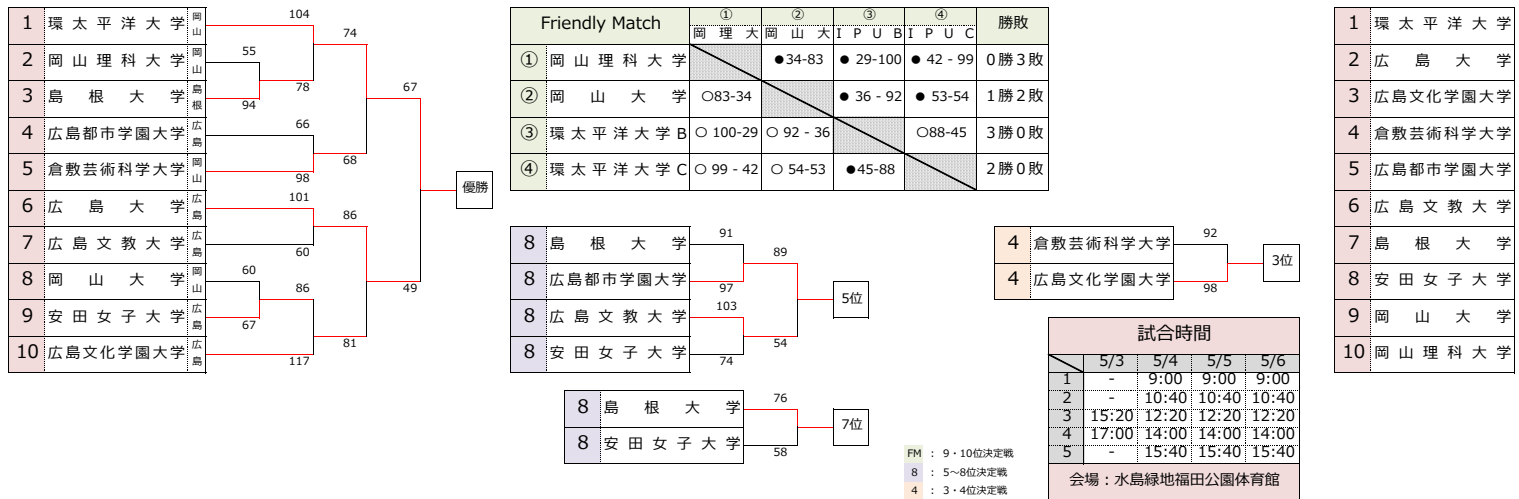 1 環太平洋大学 岡山 104
2 岡山理科大学 岡山 55
3 島根大学 島根 94
4 広島都市学園大学 広島 66
5 倉敷芸術科学大学 岡山 98
6 広島大学 広島 101
7 広島文教大学 広島 60
8 岡山大学 岡山 60
9 安田女子大学 広島 67
10 広島文化学園大学 広島 117
74
78
68
86
86
81
67
49
優勝
Friendly Match ① ② ③ ④ 勝敗
岡理大 岡山大 IPUB IPUC
① 岡山理科大学 ●34-83 ● 29-100 ● 42 - 99 0勝3敗
② 岡山大学 ○83-34 ● 36 - 92 ● 53-54 1勝2敗
③ 環太平洋大学B ○ 100-29 ○ 92 - 36 ○88-45 3勝0敗
④ 環太平洋大学C ○ 99 - 42 ○ 54-53 ●45-88 2勝0敗
8 島根大学 91
8 広島都市学園大学 97
8 広島文教大学 103
8 安田女子大学 74
89
54
5位
8 島根大学 76
8 安田女子大学 58
7位
4 倉敷芸術科学大学 92
4 広島文化学園大学 98
3位
FM : 9・10位決定戦
8 : 5~8位決定戦
4 : 3・4位決定戦
試合時間
5/3 5/4 5/5 5/6
1 - 9:00 9:00 9:00
2 - 10:40 10:40 10:40
3 15:20 12:20 12:20 12:20
4 17:00 14:00 14:00 14:00
5 - 15:40 15:40 15:40
会場:水島緑地福田公園体育館
1 環太平洋大学
2 広島大学
3 広島文化学園大学
4 倉敷芸術科学大学
5 広島都市学園大学
6 広島文教大学
7 島根大学
8 安田女子大学
9 岡山大学
10 岡山理科大学